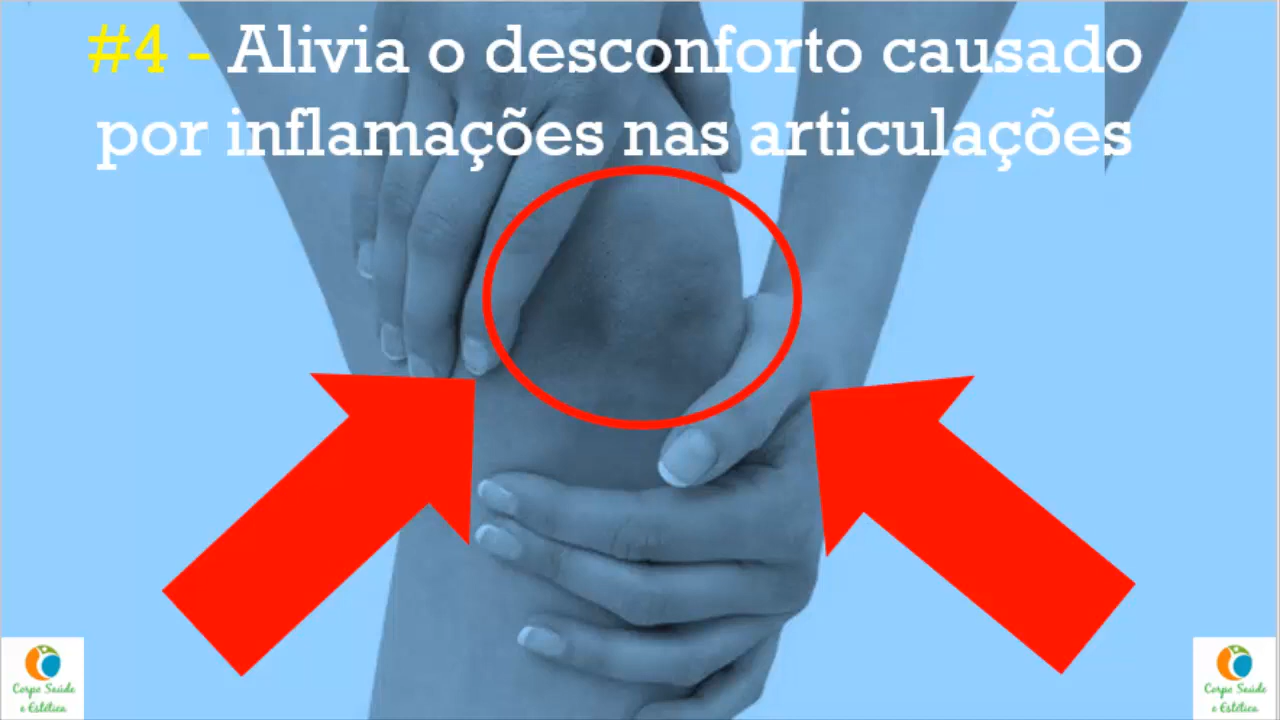 #4 - Alivia o desconforto causado
por inflamações nas articulações
Corpo Saúde
e Estética
Corpo Saúde
e Estética